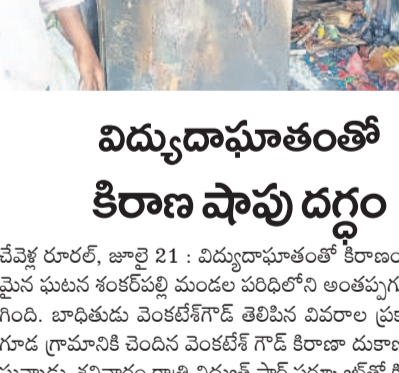 విద్యుదాఘాతంతో
కిరాణ షాపు దగ్ధం
చేవెళ్ల రూరల్, జూలై 21 : విద్యుదాఘాతంతో కిరాణం
మైన ఘటన శంకర్‌పల్లి మండల పరిధిలోని అంతప్పగ
గింది. బాధితుడు వెంకటేశ్‌గౌడ్ తెలిపిన వివరాల ప్రక
గూడ గ్రామానికి చెందిన వెంకటేశ్ గౌడ్ కిరాణా దుకాణ